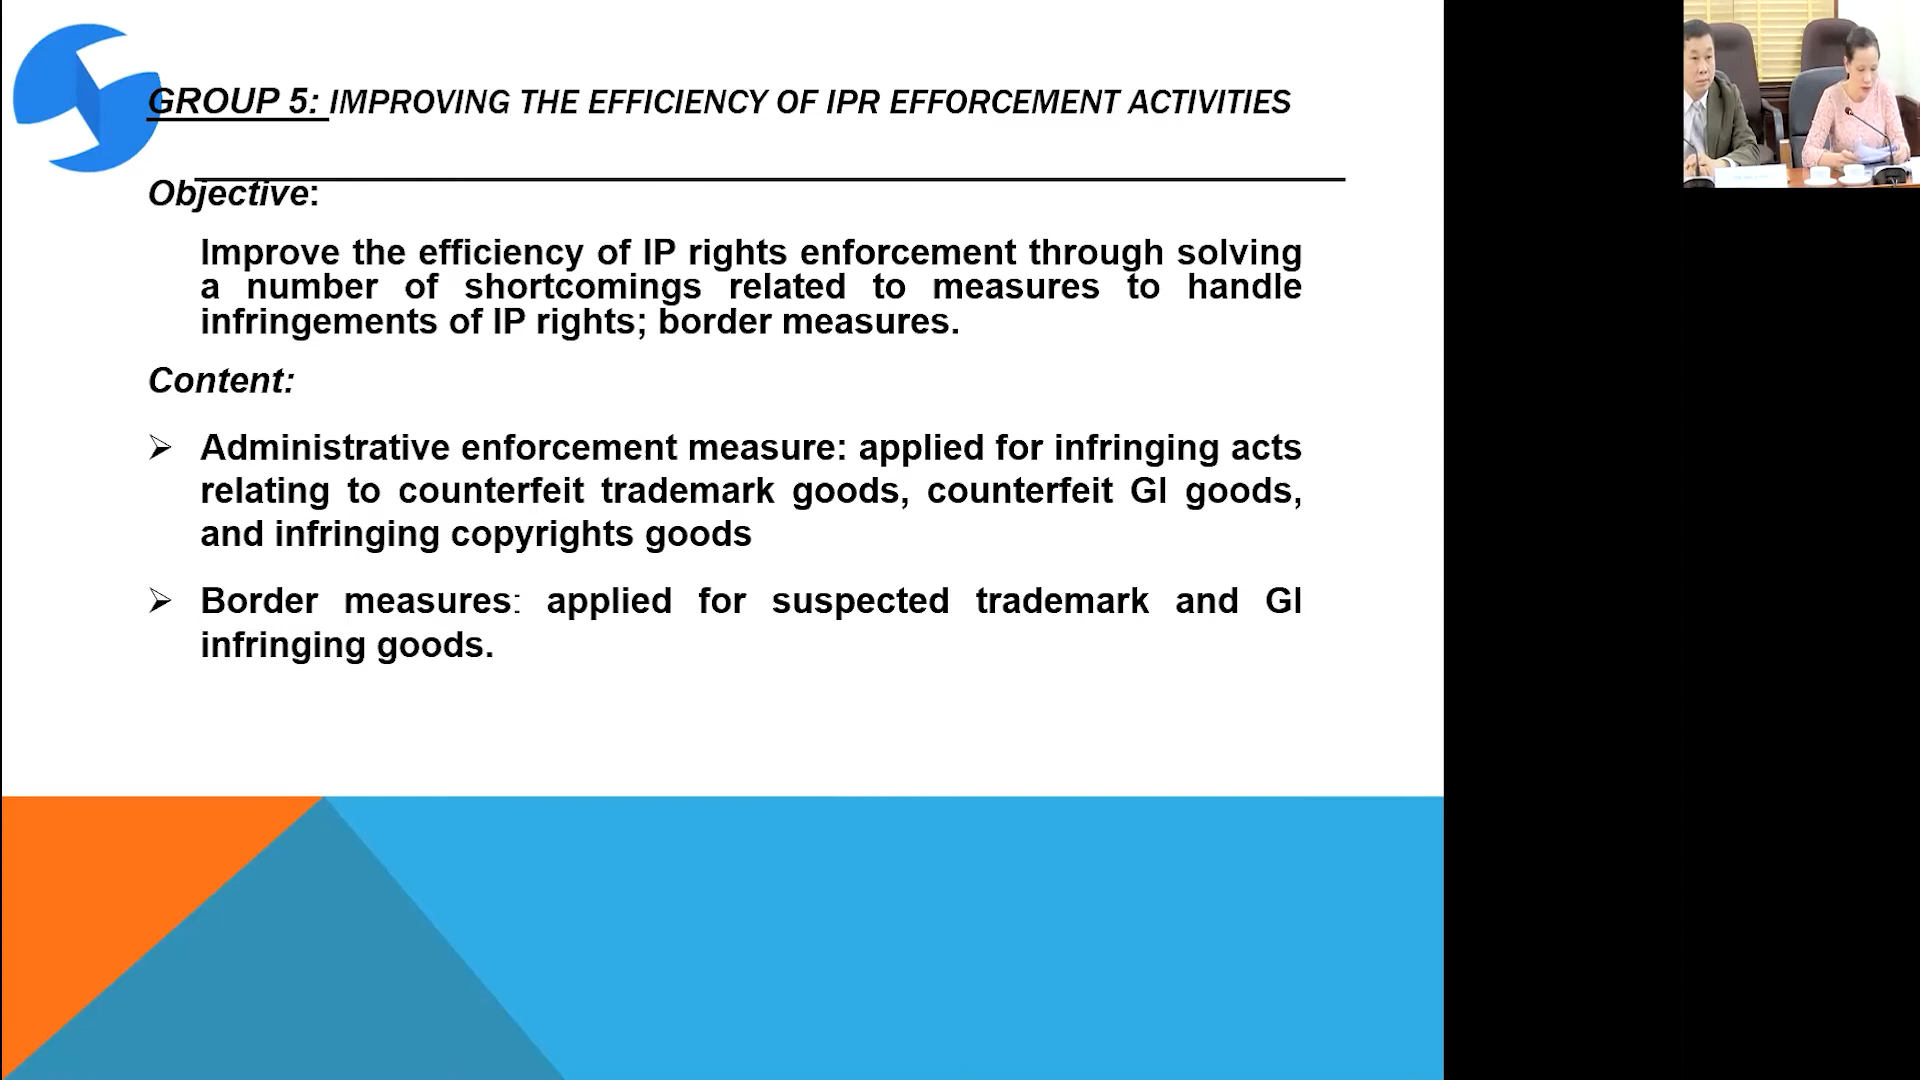 GROUP 5: IMPROVING THE EFFICIENCY OF IPR EFFORCEMENT ACTIVITIES
Objective:
Improve the efficiency of IP rights enforcement through solving
a number of shortcomings related to measures to handle
infringements of IP rights; border measures.
Content:
➢ Administrative enforcement measure: applied for infringing acts
relating to counterfeit trademark goods, counterfeit GI goods,
and infringing copyrights goods
➢ Border measures: applied for suspected trademark and GI
infringing goods.